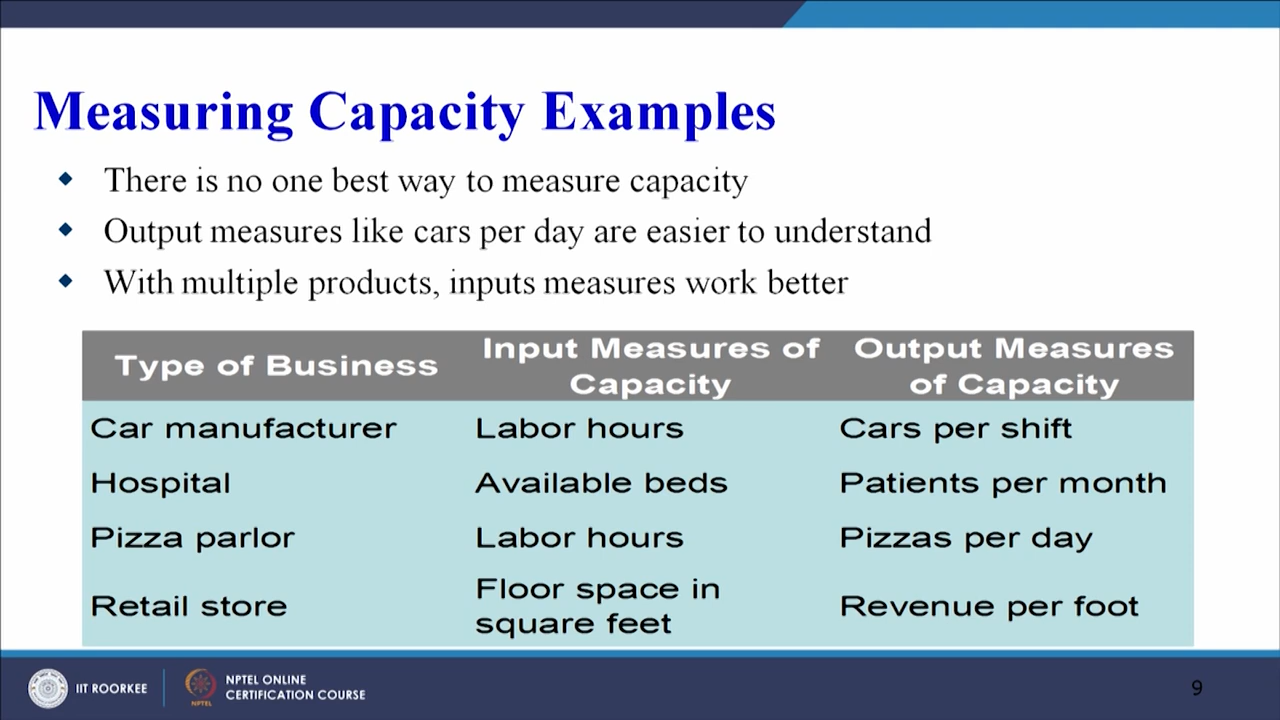 Measuring Capacity Examples
There is no one best way to measure capacity
Output measures like cars per day are easier to understand
With multiple products, inputs measures work better
Type of Business
Input Measures of
Capacity
Output Measures
of Capacity
Car manufacturer
Labor hours
Cars per shift
Hospital
Available beds
Patients per month
Pizza parlor
Labor hours
Pizzas per day
Retail store
Floor space in
square feet
Revenue per foot
IIT ROORKEE
NPTEL
NPTEL ONLINE
CERTIFICATION COURSE
9